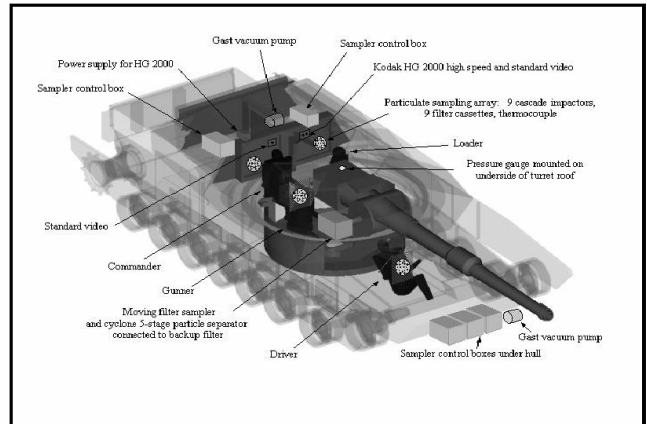 Gast vacuum pump
Sampler control box
Power supply for HG 2000
Kodak HG 2000 high speed and standard video
Sampler control box
Particulate sampling array: 9 cascade impactors,
9 filter cassettes, thermocouple
Loader
Pressure gauge mounted on
underside of turret roof
Standard video
Commander
Gunner
Moving filter sampler
and cyclone 5-stage particle separator
connected to backup filter
Driver
Gast vacuum pump
Sampler control boxes under hull